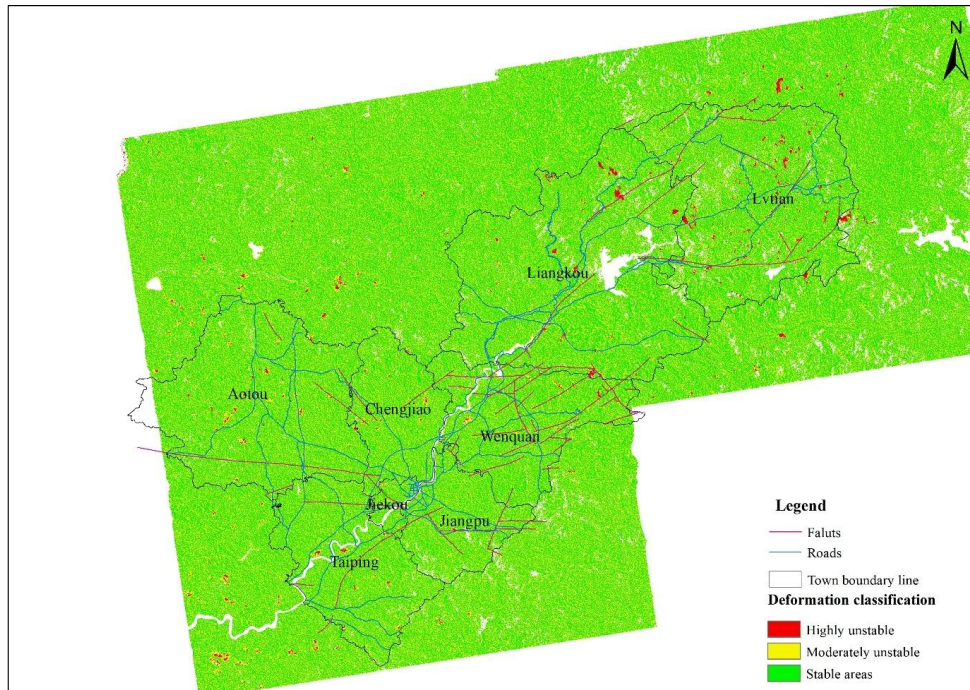 N
Lvtian
Liangkou
Aotou
Chengjiao
Wenquan
Jiekou
Jiangpu
Taiping
Legend
Faluts
Roads
Town boundary line
Deformation classification
Highly unstable
Moderately unstable
Stable areas